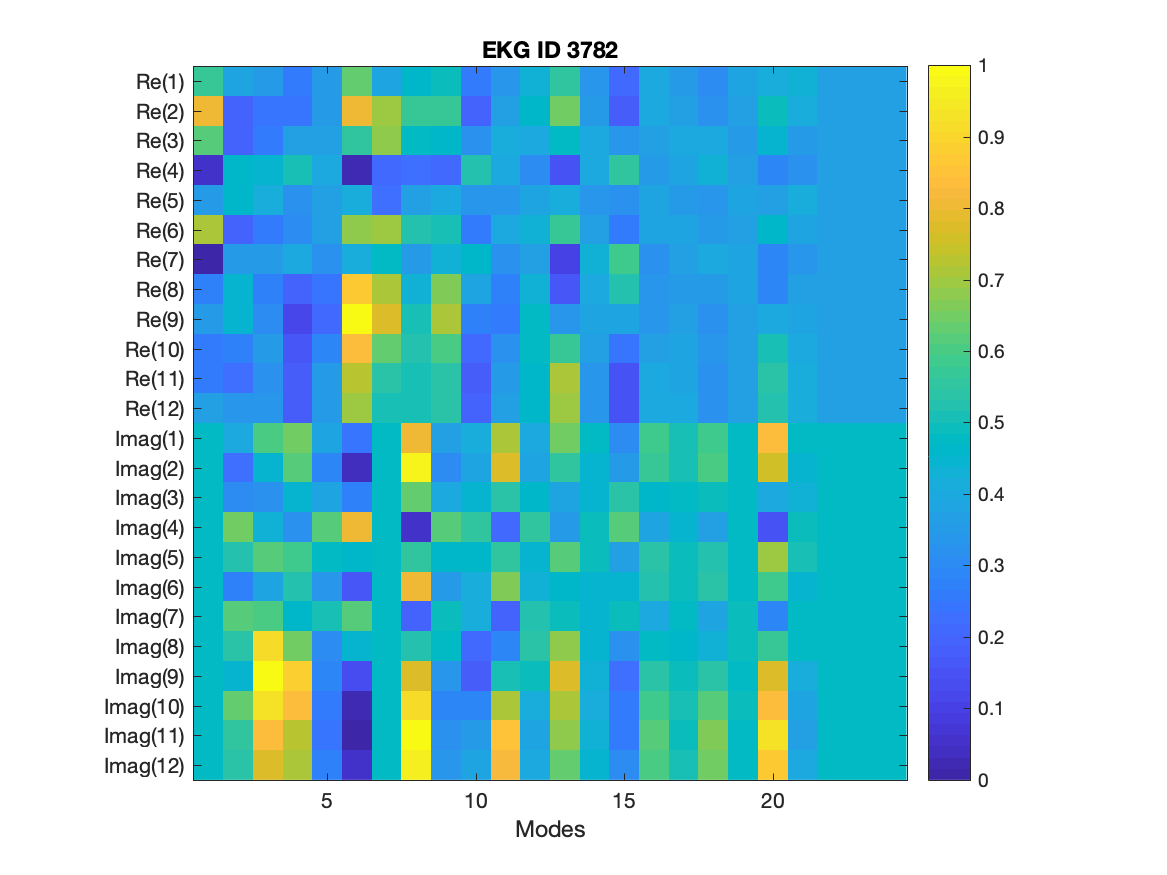 EKG ID 3782
Re(1)
Re(2)
Re(3)
Re(4)
Re(5)
Re(6)
Re(7)
Re(8)
Re(9)
Re(10)
Re(11)
Re(12)
Imag(1)
Imag(2)
Imag(3)
Imag(4)
Imag(5)
Imag(6)
Imag(7)
Imag(8)
Imag(9)
Imag(10)
Imag(11)
Imag(12)
5 10 15 20
Modes
1
0.9
0.8
0.7
0.6
0.5
0.4
0.3
0.2
0.1
0